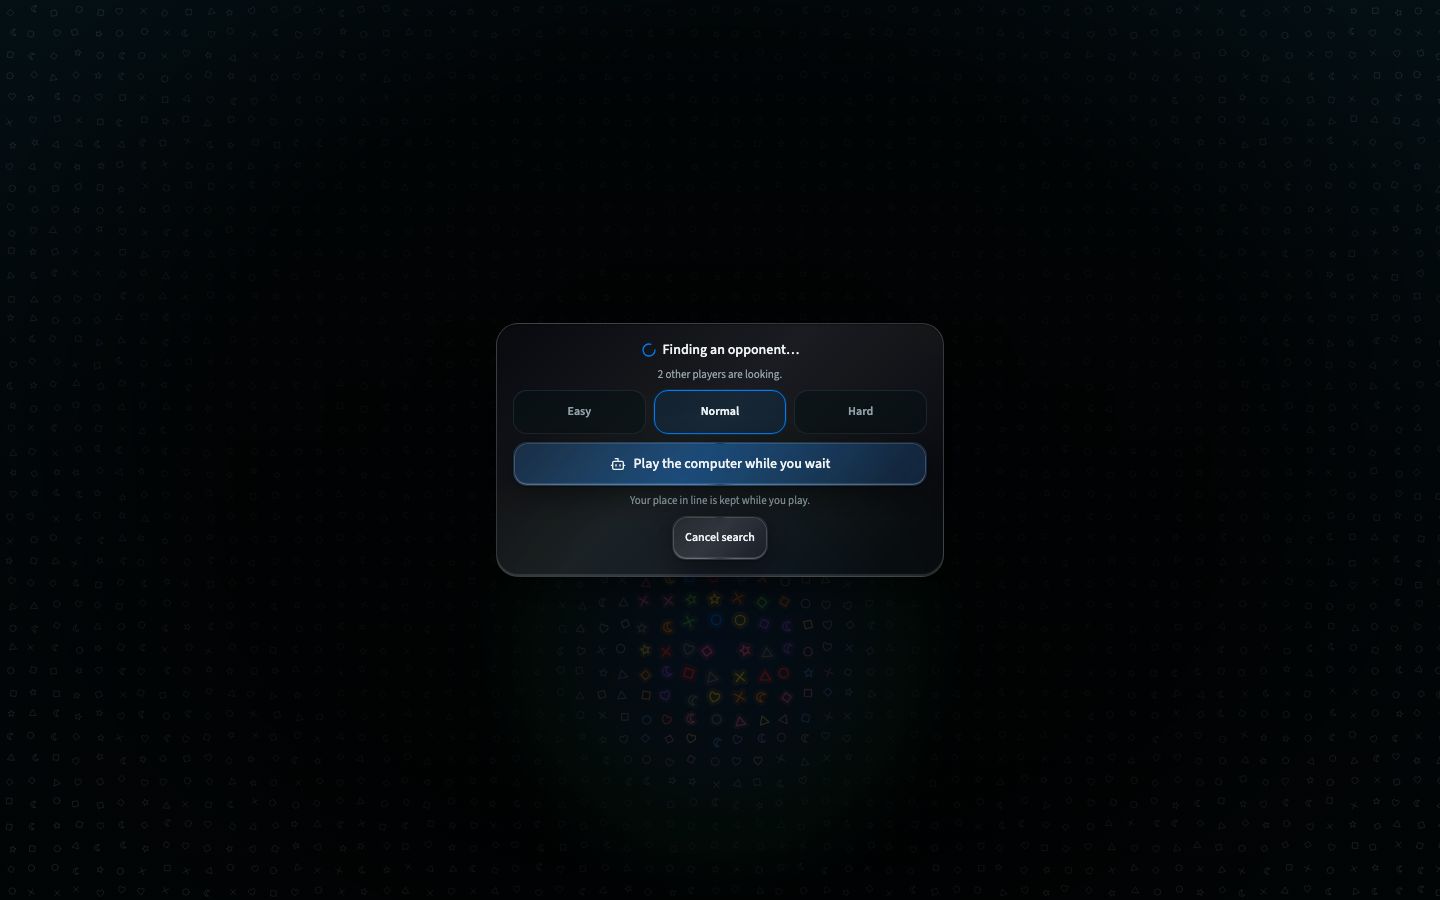 Finding an opponent...
2 other players are looking.
Easy Normal Hard
Play the computer while you wait
Your place in line is kept while you play.
Cancel search